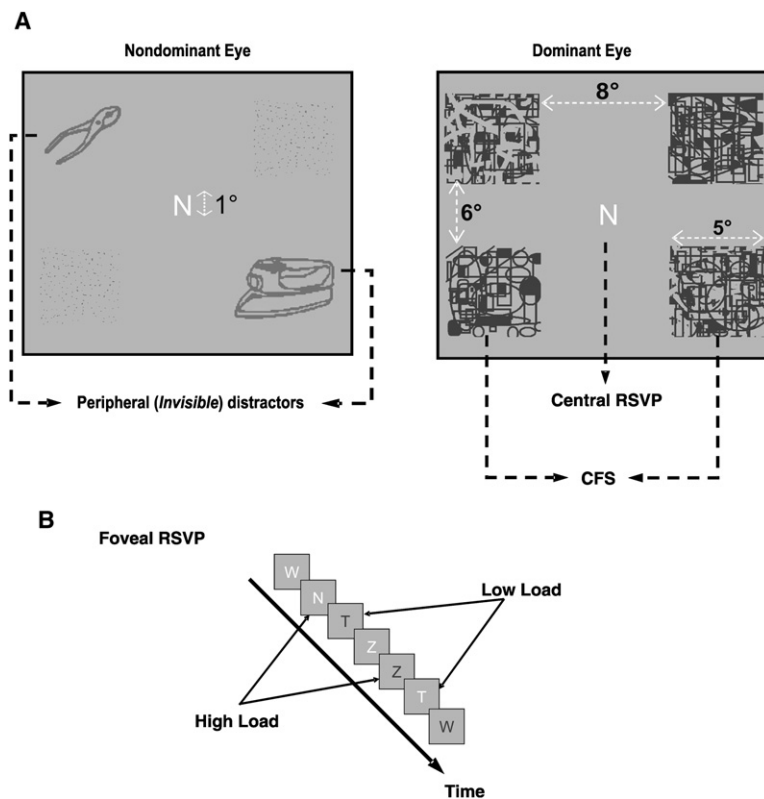 A
Nondominant Eye
Dominant Eye
N 1°
8°
6°
N
5°
Peripheral (Invisible) distractors
Central RSVP
CFS
B
Foveal RSVP
W
N
T
Z
Z
T
W
Low Load
High Load
Time